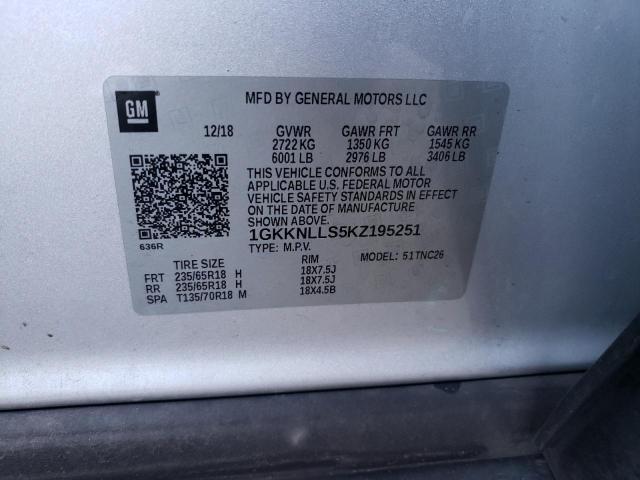 GM
MFD BY GENERAL MOTORS LLC
12/18 GVWR GAWR FRT GAWR RR
2722 KG 1350 KG 1545 KG
6001 LB 2976 LB 3406 LB
THIS VEHICLE CONFORMS TO ALL
APPLICABLE U.S. FEDERAL MOTOR
VEHICLE SAFETY STANDARDS IN EFFECT
ON THE DATE OF MANUFACTURE
SHOWN ABOVE.
636R
1GKKNLLS5KZ195251
TYPE: M.P.V. MODEL: 51TNC26
TIRE SIZE RIM
FRT 235/65R18 H 18X7.5J
RR 235/65R18 H 18X7.5J
SPA T135/70R18 M 18X4.5B